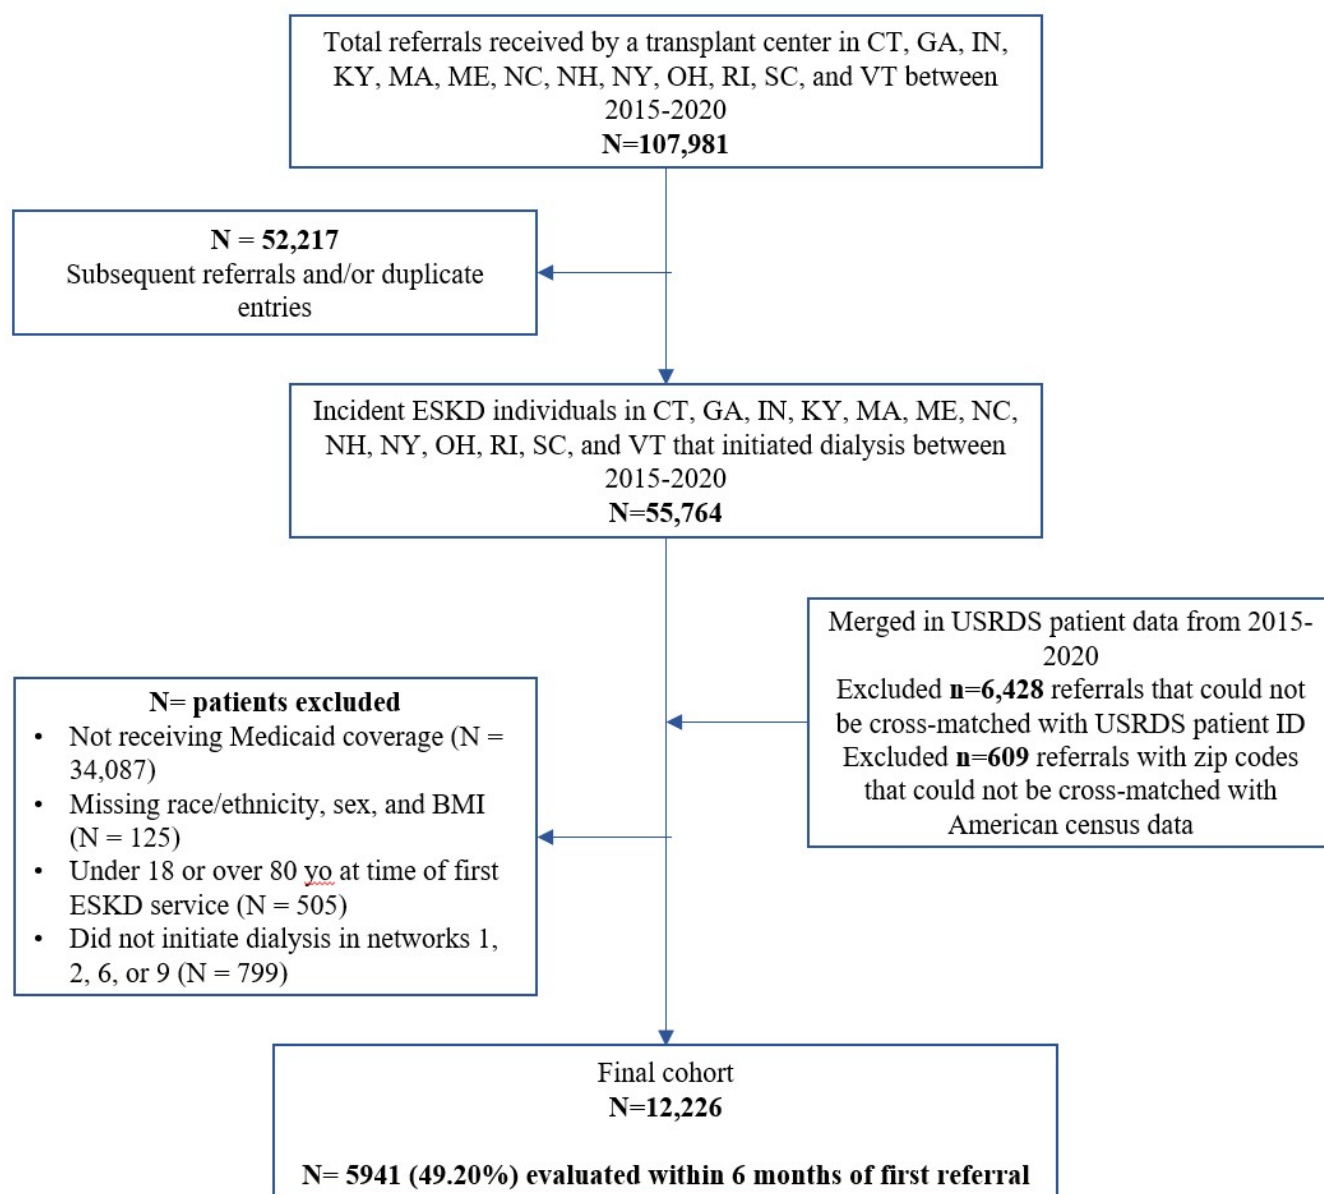 Total referrals received by a transplant center in CT, GA, IN,
KY, MA, ME, NC, NH, NY, OH, RI, SC, and VT between
2015-2020
N=107,981
N = 52,217
Subsequent referrals and/or duplicate
entries
Incident ESKD individuals in CT, GA, IN, KY, MA, ME, NC,
NH, NY, OH, RI, SC, and VT that initiated dialysis between
2015-2020
N=55,764
Merged in USRDS patient data from 2015-
2020
Excluded n=6,428 referrals that could not
be cross-matched with USRDS patient ID
Excluded n=609 referrals with zip codes
that could not be cross-matched with
American census data
N= patients excluded
• Not receiving Medicaid coverage (N =
34,087)
• Missing race/ethnicity, sex, and BMI
(N = 125)
• Under 18 or over 80 yo at time of first
ESKD service (N = 505)
• Did not initiate dialysis in networks 1,
2, 6, or 9 (N = 799)
Final cohort
N=12,226
N= 5941 (49.20%) evaluated within 6 months of first referral